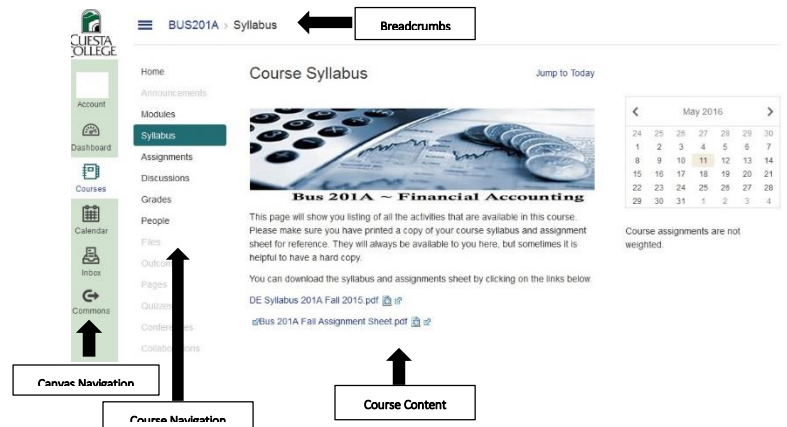 CUESTA
COLLEGE
BUS201A > Syllabus
Breadcrumbs
Account
Dashboard
Courses
Calendar
Inbox
Commons
Home
Announcements
Modules
Syllabus
Assignments
Discussions
Grades
People
Files
Outcomes
Pages
Quizzes
Conferences
Collaborations
Course Syllabus
Jump to Today
Bus 201A ~ Financial Accounting
This page will show you listing of all the activities that are available in this course.
Please make sure you have printed a copy of your course syllabus and assignment
sheet for reference. They will always be available to you here, but sometimes it is
helpful to have a hard copy.
You can download the syllabus and assignments sheet by clicking on the links below.
DE Syllabus 201A Fall 2015.pdf
Bus 201A Fall Assignment Sheet.pdf
May 2016
24 25 26 27 28 29 30
1 2 3 4 5 6 7
8 9 10 11 12 13 14
15 16 17 18 19 20 21
22 23 24 25 26 27 28
29 30 31 1 2 3 4
Course assignments are not
weighted.
Canvas Navigation
Course Navigation
Course Content